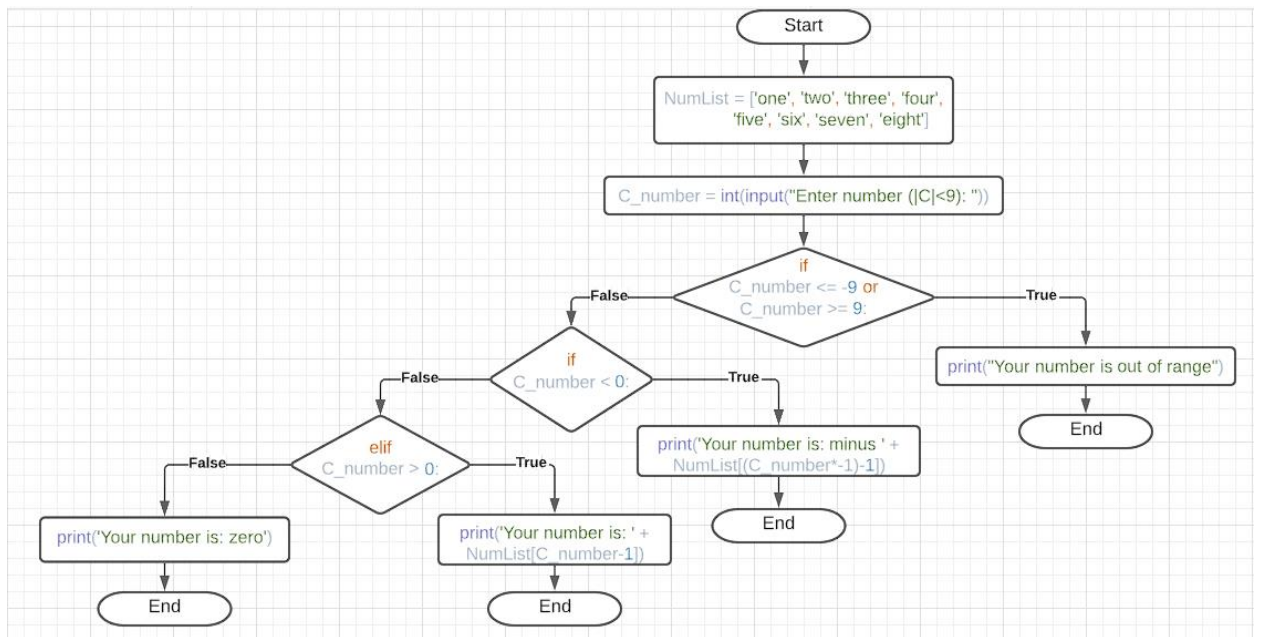 Start
NumList = ['one', 'two', 'three', 'four',
'five', 'six', 'seven', 'eight']
C_number = int(input("Enter number (|C|<9): "))
if
C_number <= -9 or
C_number >= 9:
False
True
if
C_number < 0:
print("Your number is out of range")
False
True
End
elif
C_number > 0:
print('Your number is: minus ' +
NumList[(C_number*-1)-1])
False
True
End
print('Your number is: zero')
print('Your number is: ' +
NumList[C_number-1])
End
End